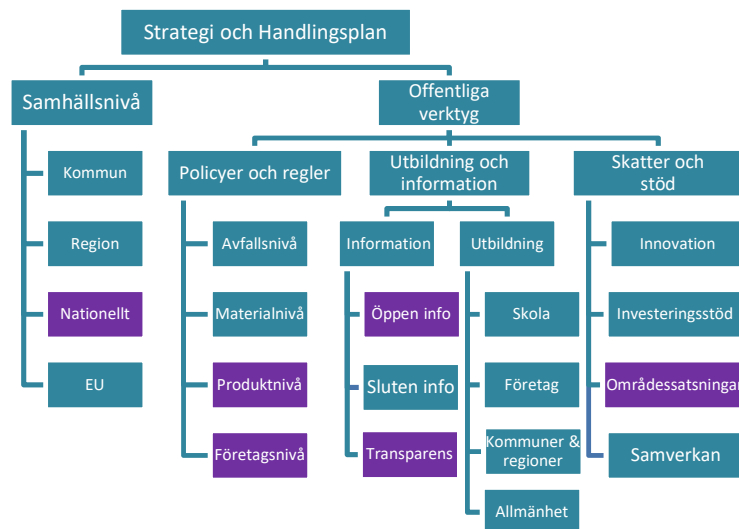 Strategi och Handlingsplan
Samhällsnivå
Offentliga
verktyg
Kommun
Region
Nationellt
EU
Policyer och regler
Utbildning och
information
Skatter och
stöd
Avfallsnivå
Materialnivå
Produktnivå
Företagsnivå
Information
Utbildning
Öppen info
Sluten info
Transparens
Skola
Företag
Kommuner &
regioner
Allmänhet
Innovation
Investeringsstöd
Områdessatsningar
Samverkan